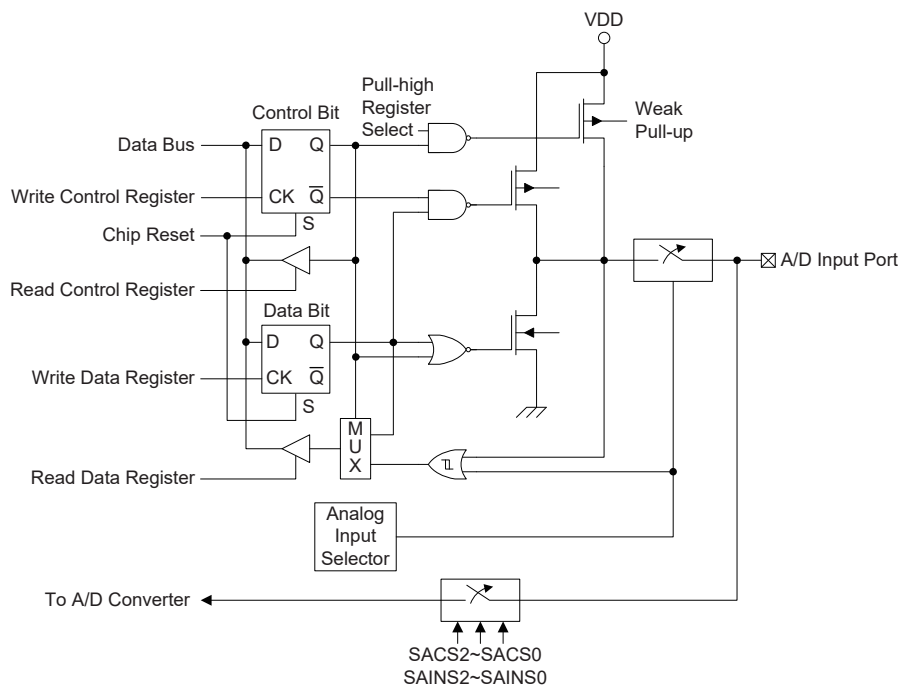 VDD
Pull-high
Register
Select
Weak
Pull-up
Control Bit
Data Bus
D
Q
Write Control Register
CK
Q
S
Chip Reset
A/D Input Port
Read Control Register
Data Bit
D
Q
Write Data Register
CK
Q
S
M
U
X
Read Data Register
Analog
Input
Selector
To A/D Converter
SACS2~SACS0
SAINS2~SAINS0